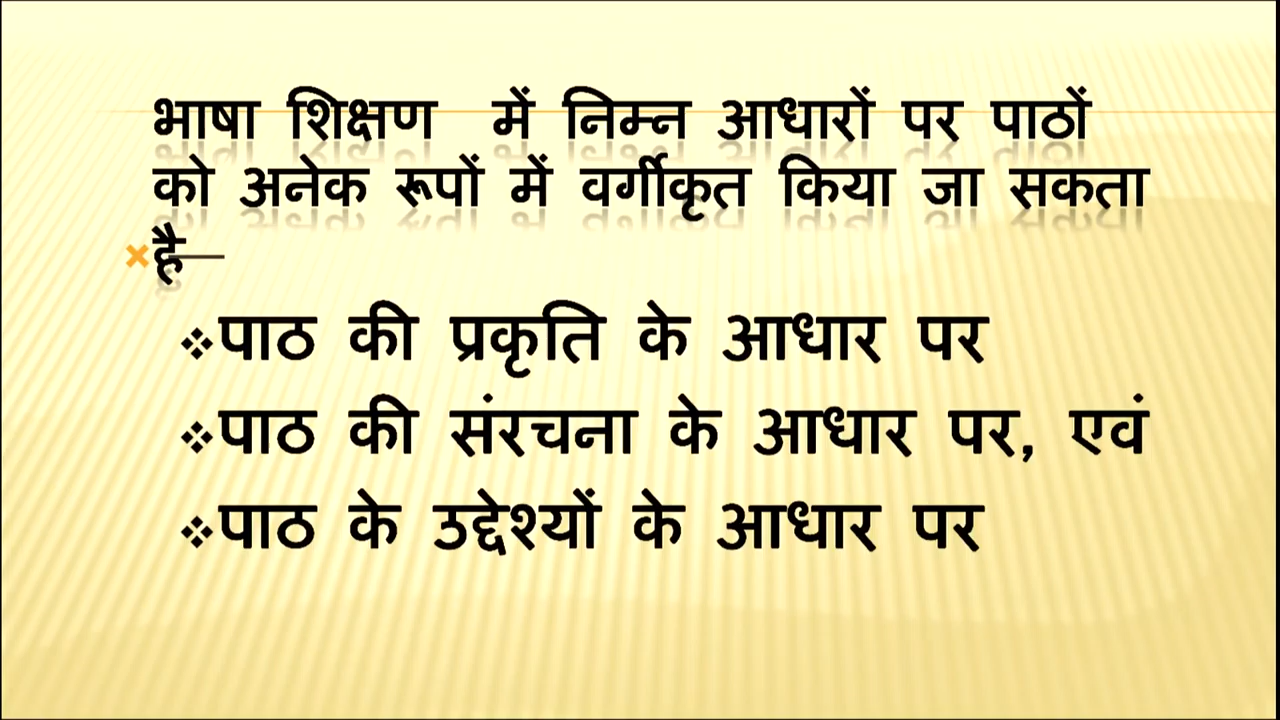 भाषा शिक्षण में निम्न आधारों पर पाठों
को अनेक रूपों में वर्गीकृत किया जा सकता
है—
पाठ की प्रकृति के आधार पर
पाठ की संरचना के आधार पर, एवं
पाठ के उद्देश्यों के आधार पर